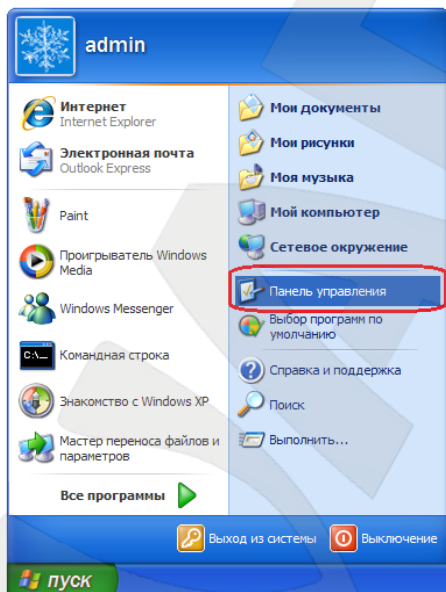 admin
Интернет
Internet Explorer
Электронная почта
Outlook Express
Paint
Проигрыватель Windows
Media
Windows Messenger
C:\_
Командная строка
Знакомство с Windows XP
Мастер переноса файлов и
параметров
Все программы
Мои документы
Мои рисунки
Моя музыка
Мой компьютер
Сетевое окружение
Панель управления
Выбор программ по
умолчанию
Справка и поддержка
Поиск
Выполнить...
Выход из системы
Выключение
пуск